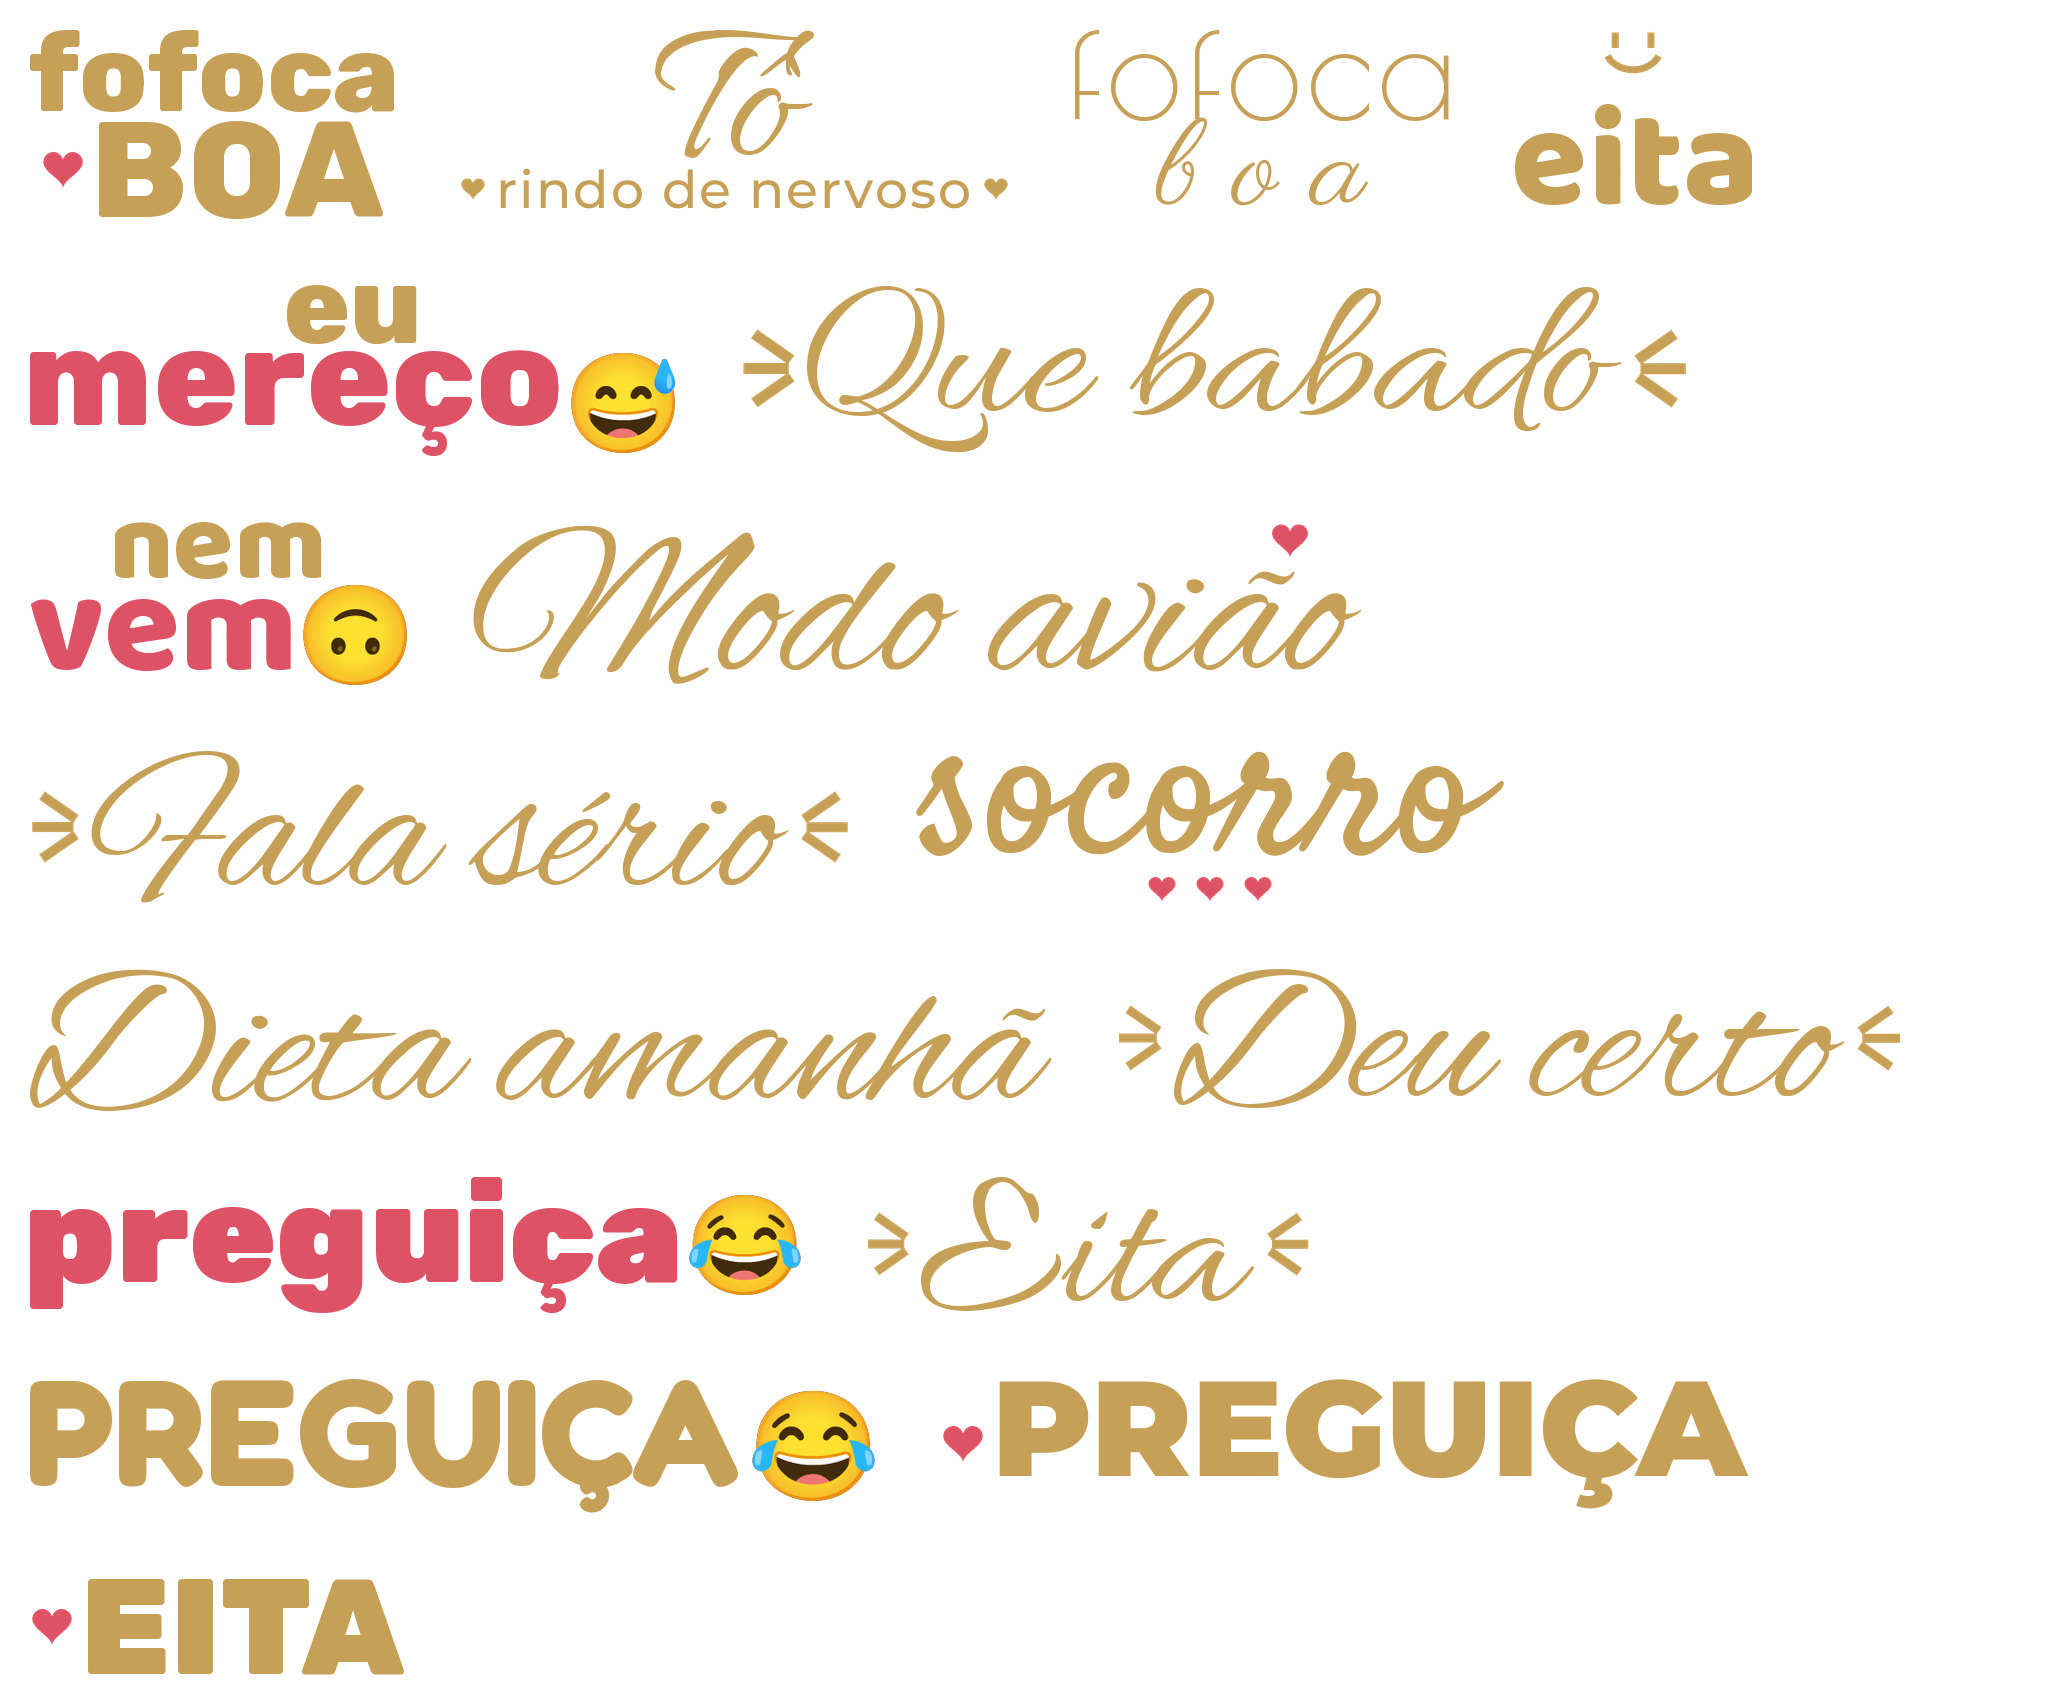 fofoca
BOA
Tô
rindo de nervoso
fofoca
boa
eita
eu
mereço
Que babado
nem
vem
Modo avião
Fala sério
socorro
Dieta amanhã
Deu certo
preguiça
Eita
PREGUIÇA
PREGUIÇA
EITA